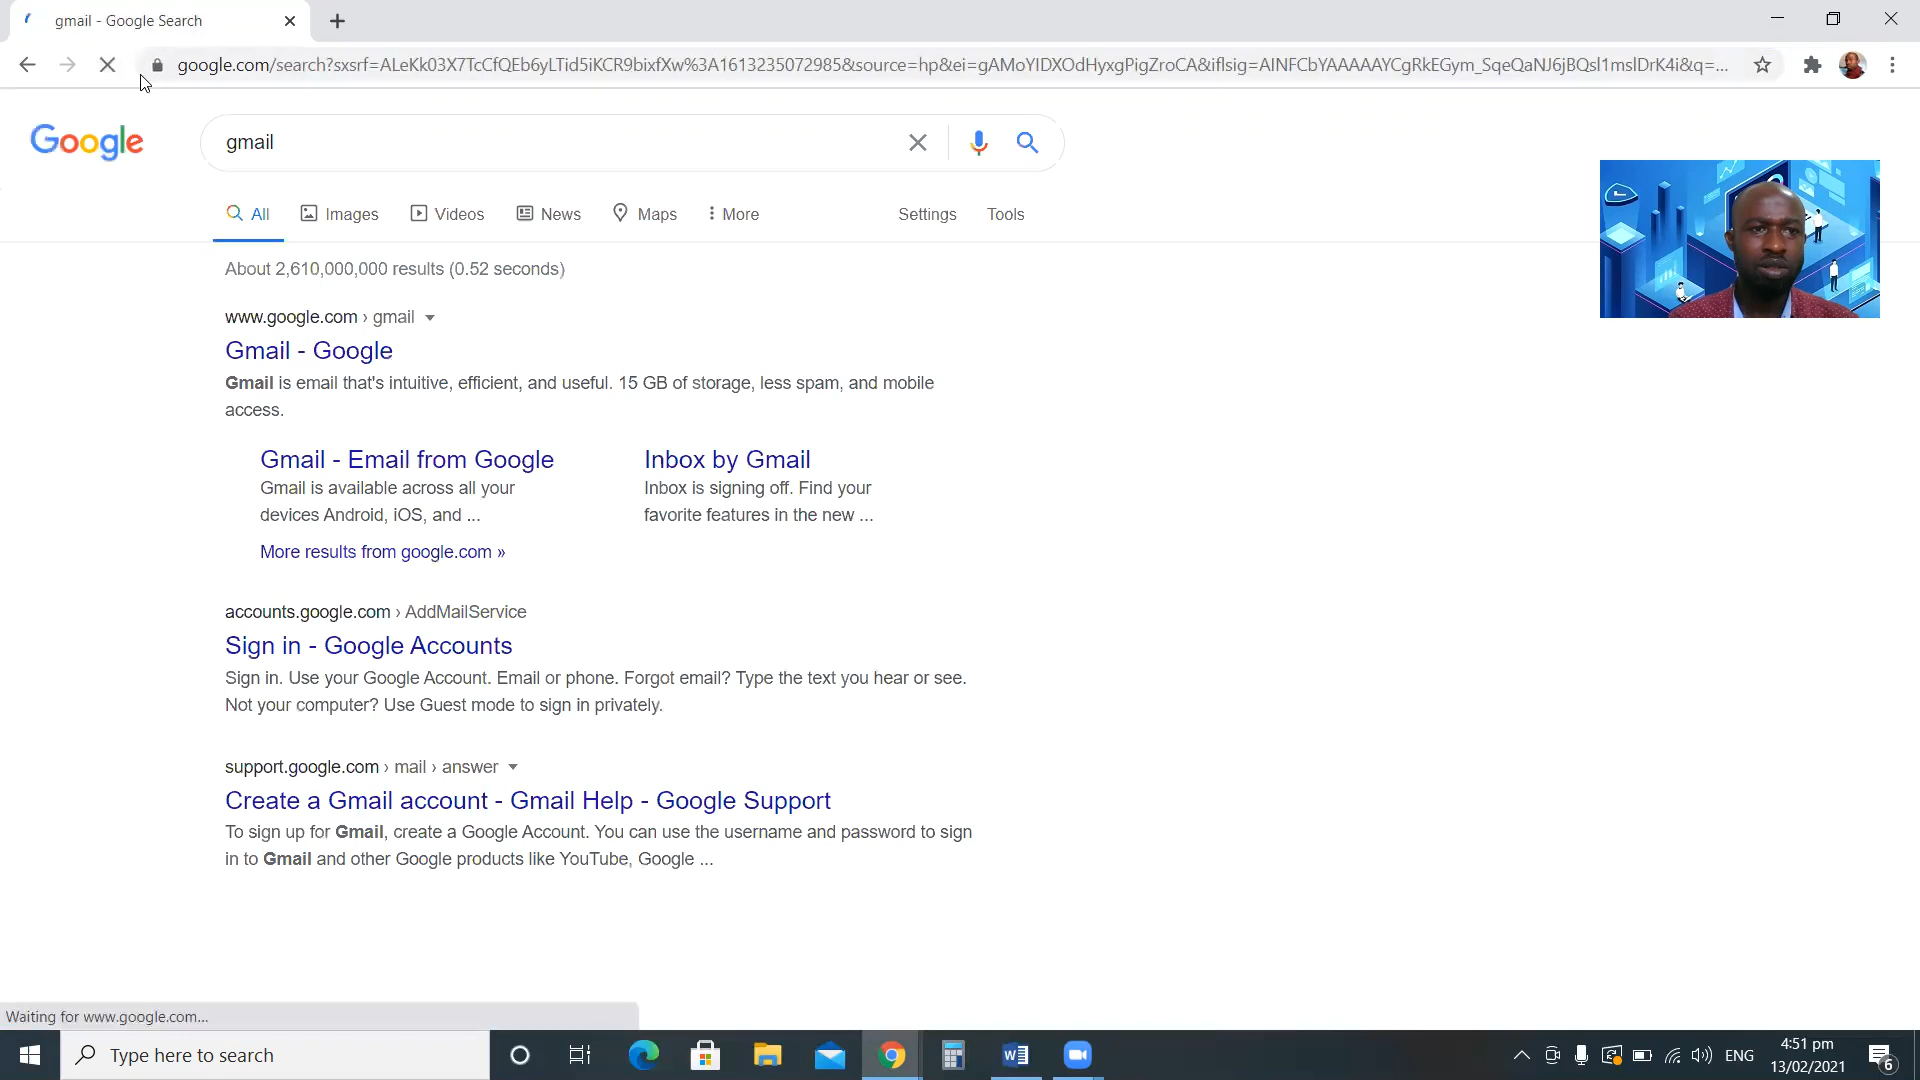 gmail - Google Search
google.com/search?sxsrf=ALeKk03X7TcCfQEb6yLTid5iKCR9bixfXw%3A1613235072985&source=hp&ei=gAMoYIDXOdHyxgPigZroCA&iflsig=AINFCbYAAAAAYCgRkEGym_SqeQaNJ6jBQsl1mslDrK4i&q=...
Google
gmail
All
Images
Videos
News
Maps
More
Settings
Tools
About 2,610,000,000 results (0.52 seconds)
www.google.com › gmail
Gmail - Google
Gmail is email that's intuitive, efficient, and useful. 15 GB of storage, less spam, and mobile
access.
Gmail - Email from Google
Gmail is available across all your
devices Android, iOS, and ...
Inbox by Gmail
Inbox is signing off. Find your
favorite features in the new ...
More results from google.com »
accounts.google.com › AddMailService
Sign in - Google Accounts
Sign in. Use your Google Account. Email or phone. Forgot email? Type the text you hear or see.
Not your computer? Use Guest mode to sign in privately.
support.google.com › mail › answer
Create a Gmail account - Gmail Help - Google Support
To sign up for Gmail, create a Google Account. You can use the username and password to sign
in to Gmail and other Google products like YouTube, Google ...
Waiting for www.google.com...
Type here to search
ENG
4:51 pm
13/02/2021
6